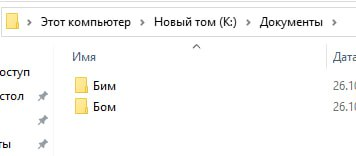 Этот компьютер > Новый том (K:) > Документы >
Имя Дата
оступ
Бим 26.10
стол
Бом 26.10
ты